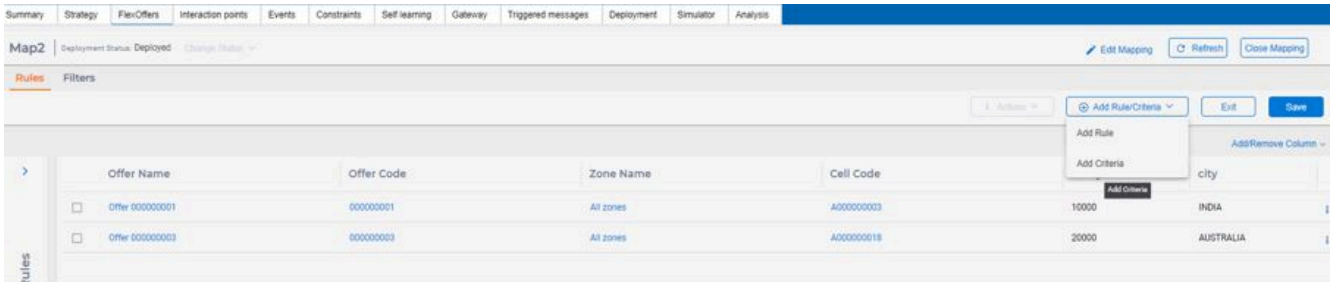 Summary Strategy FlexOffers Interaction points Events Constraints Self learning Gateway Triggered messages Deployment Simulator Analysis
Map2 Deployment Status: Deployed Change Status Edit Mapping Refresh Close Mapping
Rules Filters
Actions Add Rule/Criteria Exit Save
Add Rule
Add/Remove Column
Add Criteria
Offer Name Offer Code Zone Name Cell Code city
Add Criteria
Offer 000000001 000000001 All zones A000000003 10000 INDIA
Offer 000000003 000000003 All zones A000000018 20000 AUSTRALIA
Rules